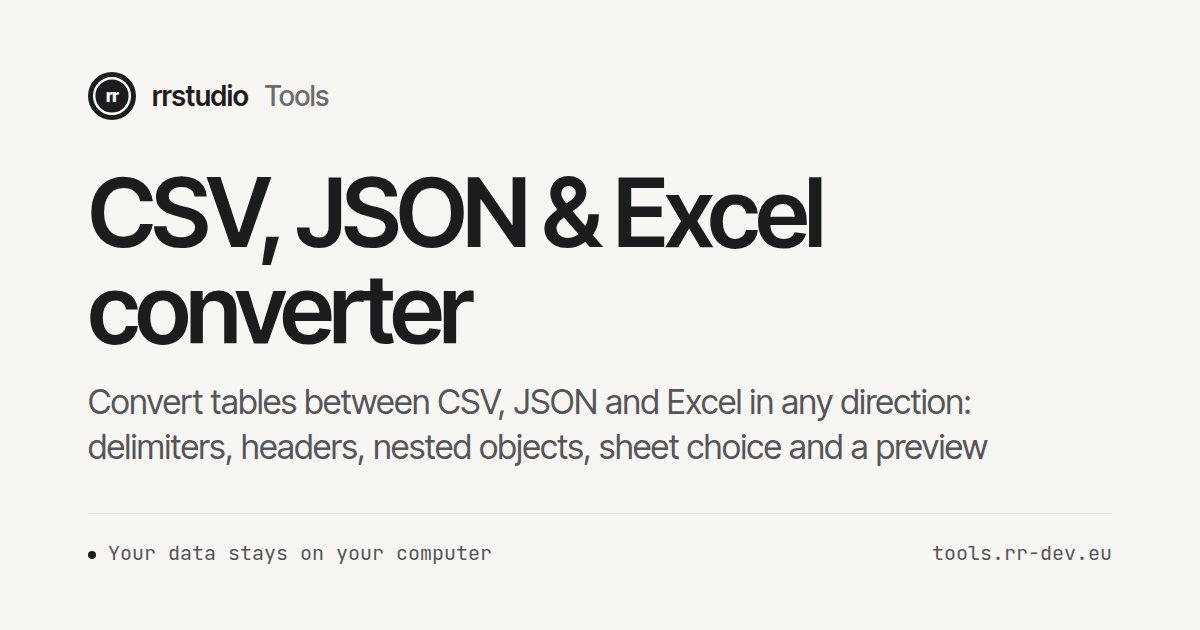 rr rrstudio Tools
CSV, JSON & Excel
converter
Convert tables between CSV, JSON and Excel in any direction:
delimiters, headers, nested objects, sheet choice and a preview
Your data stays on your computer
tools.rr-dev.eu